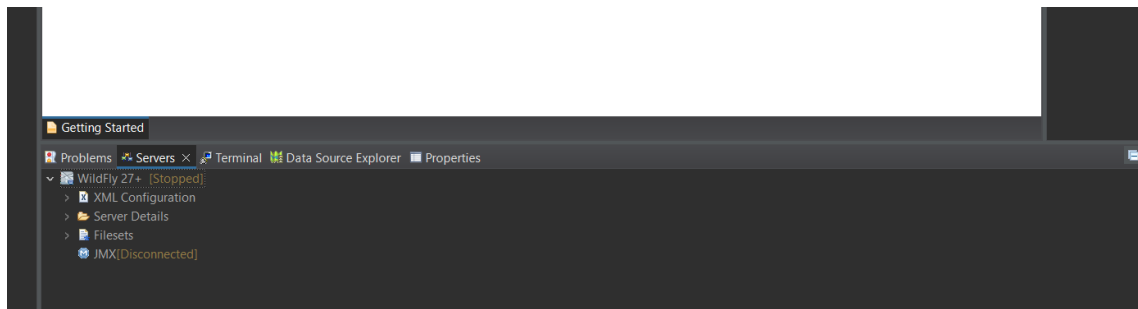 Getting Started
Problems Servers Terminal Data Source Explorer Properties
WildFly 27+ [Stopped]
XML Configuration
Server Details
Filesets
JMX[Disconnected]